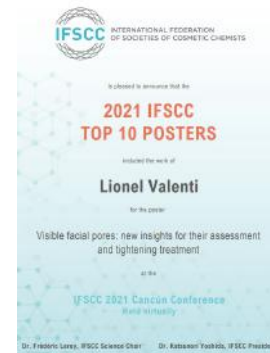 IFSCC
INTERNATIONAL FEDERATION
OF SOCIETIES OF COSMETIC CHEMISTS
is pleased to announce that the
2021 IFSCC
TOP 10 POSTERS
included the work of
Lionel Valenti
for the poster
Visible facial pores: new insights for their assessment
and tightening treatment
at the
IFSCC 2021 Cancún Conference
Held virtually
Dr. Frédéric Leroy, IFSCC Science Chair Dr. Katsunori Yoshida, IFSCC